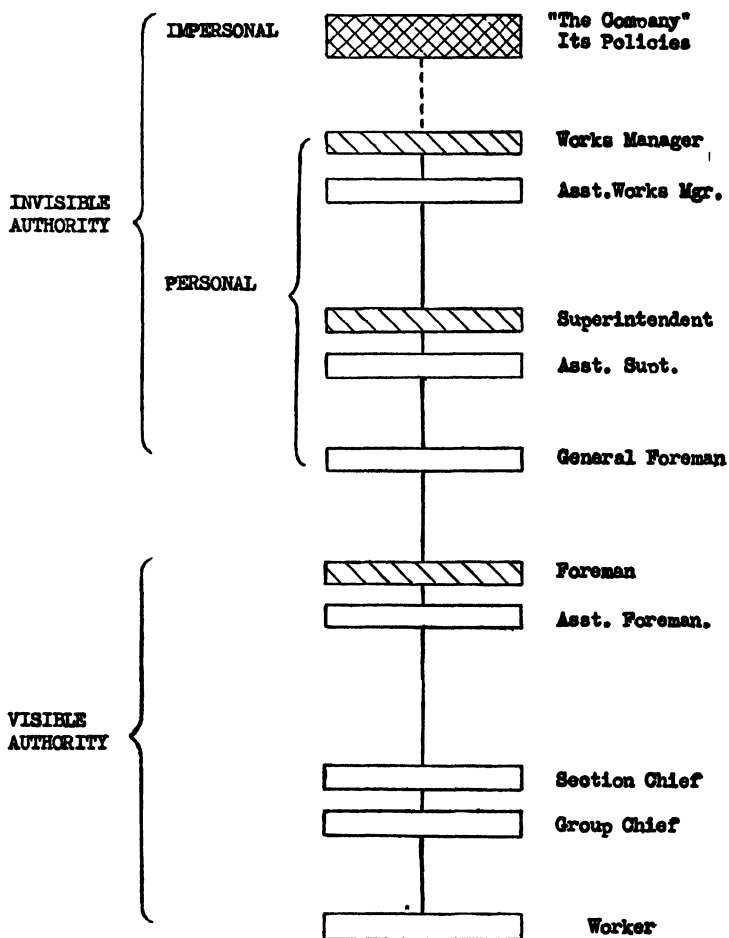 IMPERSONAL
"The Company"
Its Policies
Works Manager
Asst.Works Mgr.
INVISIBLE
AUTHORITY
PERSONAL
Superintendent
Asst. Supt.
General Foreman
Foreman
Asst. Foreman.
VISIBLE
AUTHORITY
Section Chief
Group Chief
Worker